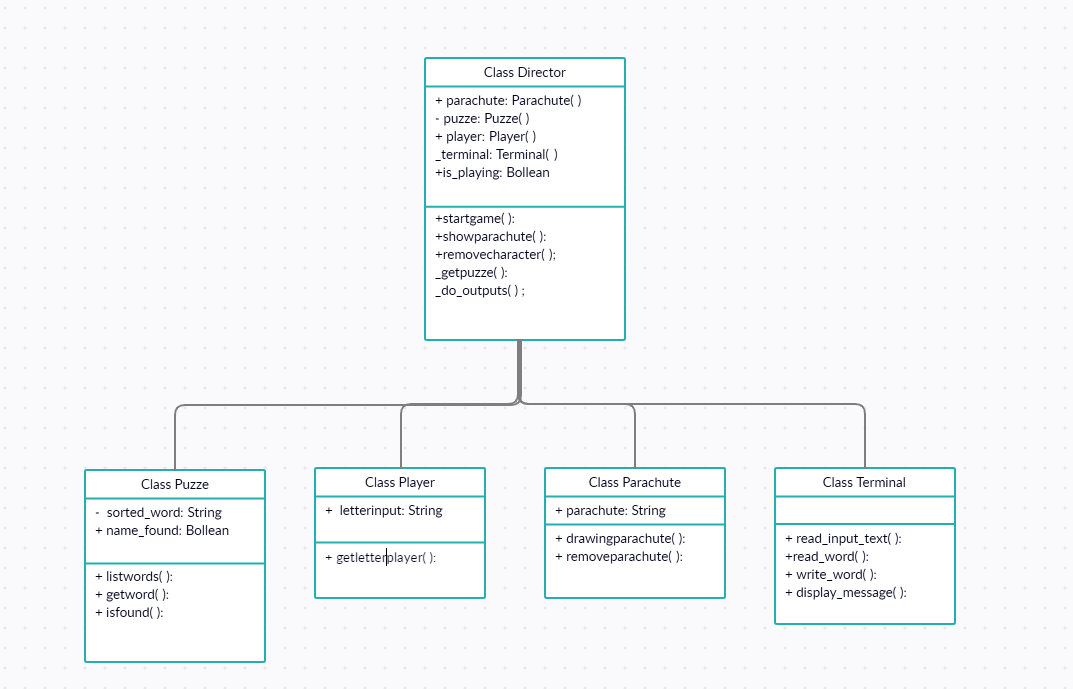 Class Director
+ parachute: Parachute( )
- puzze: Puzze( )
+ player: Player( )
_terminal: Terminal( )
+is_playing: Bollean
+startgame( ):
+showparachute( ):
+removecharacter( );
_getpuzze( ):
_do_outputs( ) ;
Class Puzze
- sorted_word: String
+ name_found: Bollean
+ listwords( ):
+ getword( ):
+ isfound( ):
Class Player
+ letterinput: String
+ getletterplayer( ):
Class Parachute
+ parachute: String
+ drawingparachute( ):
+ removeparachute( ):
Class Terminal
+ read_input_text( ):
+read_word( ):
+ write_word( ):
+ display_message( ):